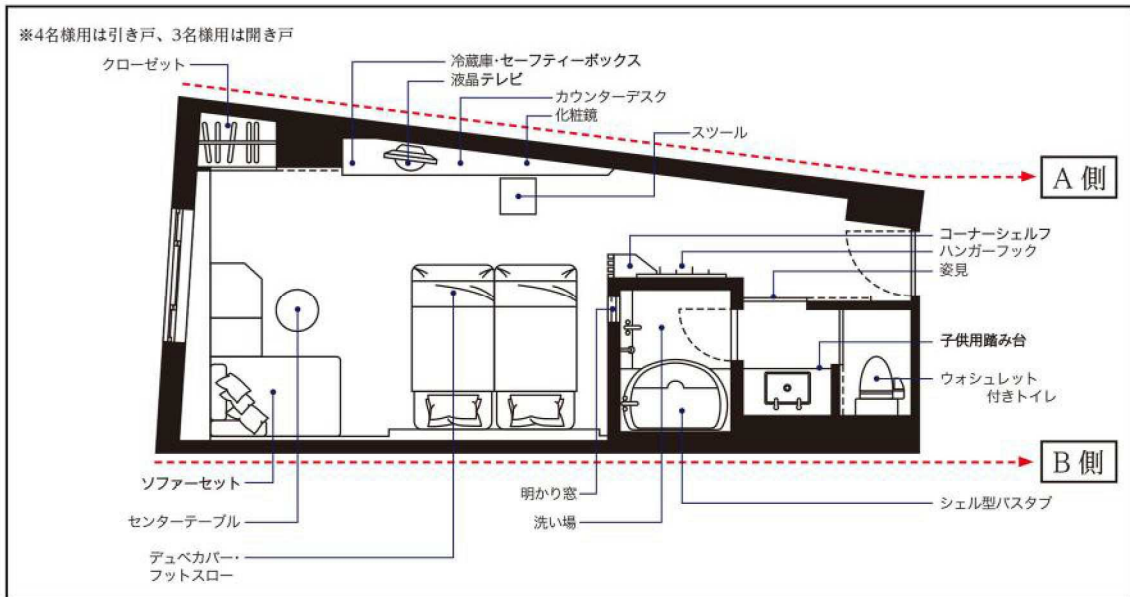 ※4名様用は引き戸、3名様用は開き戸
クローゼット
冷蔵庫・セーフティーボックス
液晶テレビ
カウンターデスク
化粧鏡
スツール
A 側
コーナーシェルフ
ハンガーフック
姿見
子供用踏み台
ウォシュレット
付きトイレ
B 側
ソファーセット
明かり窓
シェル型バスタブ
センターテーブル
洗い場
デュベカバー・
フットスロー